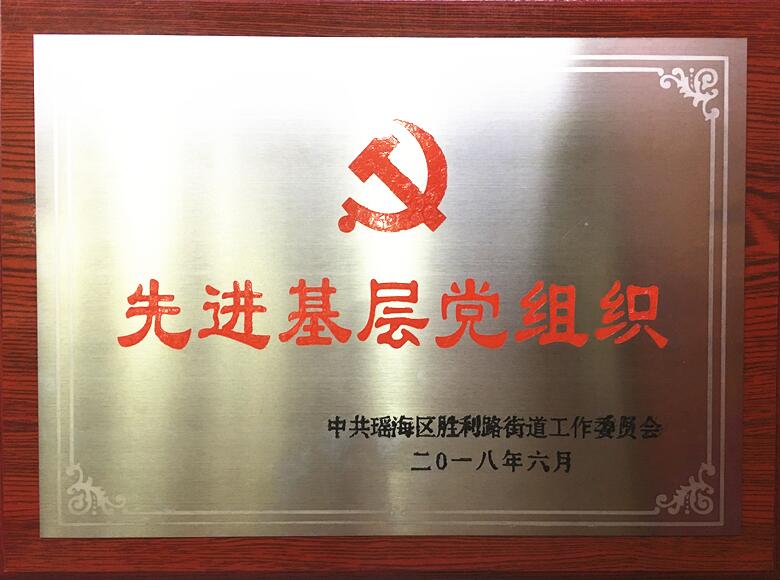 先进基层党组织
中共瑶海区胜利路街道工作委员会
二0一八年六月